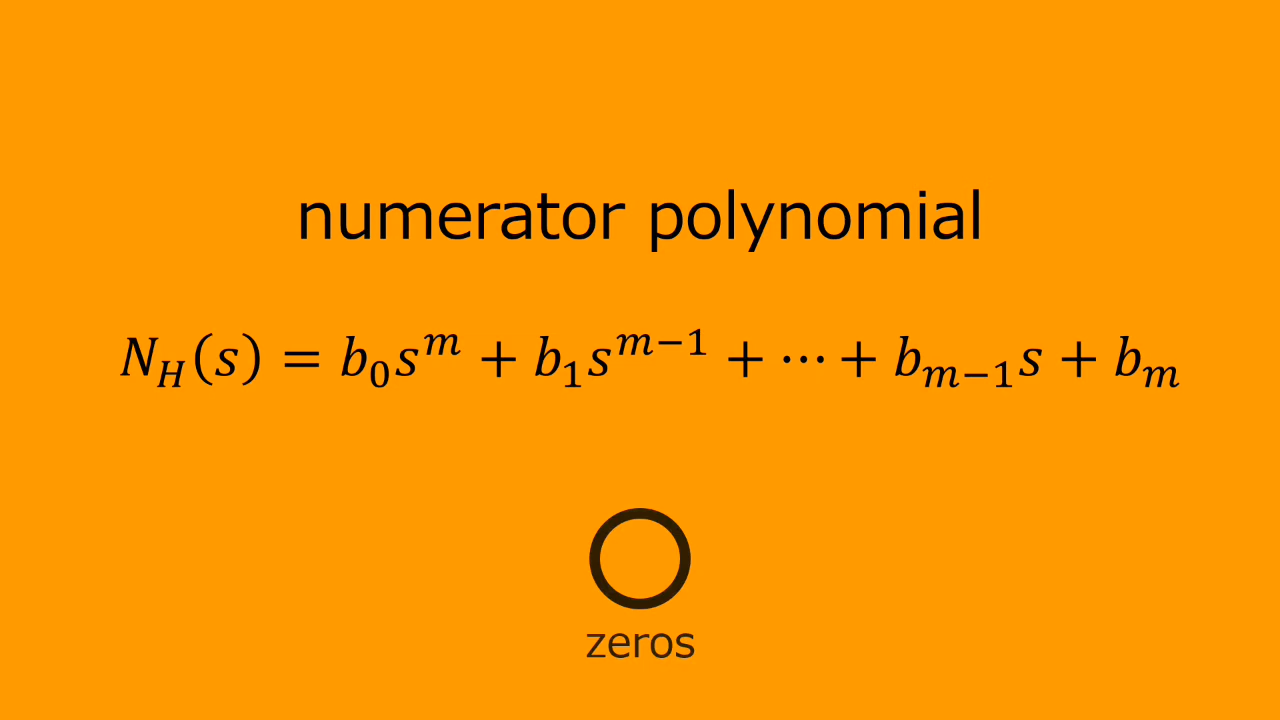 numerator polynomial
𝑁_𝐻(𝑠) = 𝑏_0𝑠^𝑚 + 𝑏_1𝑠^{𝑚−1} + ⋯ + 𝑏_{𝑚−1}𝑠 + 𝑏_𝑚
zeros